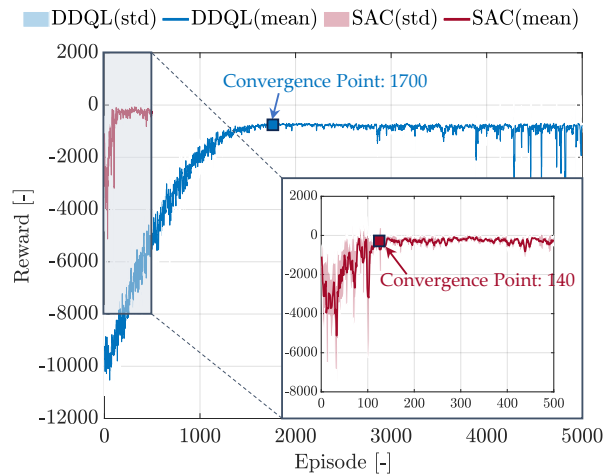 DDQL(std) DDQL(mean) SAC(std) SAC(mean)
2000
0
-2000
-4000
-6000
-8000
-10000
-12000
Reward [-]
Convergence Point: 1700
2000
0
-2000
-4000
-6000
-8000
Convergence Point: 140
0 100 200 300 400 500
0 1000 2000 3000 4000 5000
Episode [-]